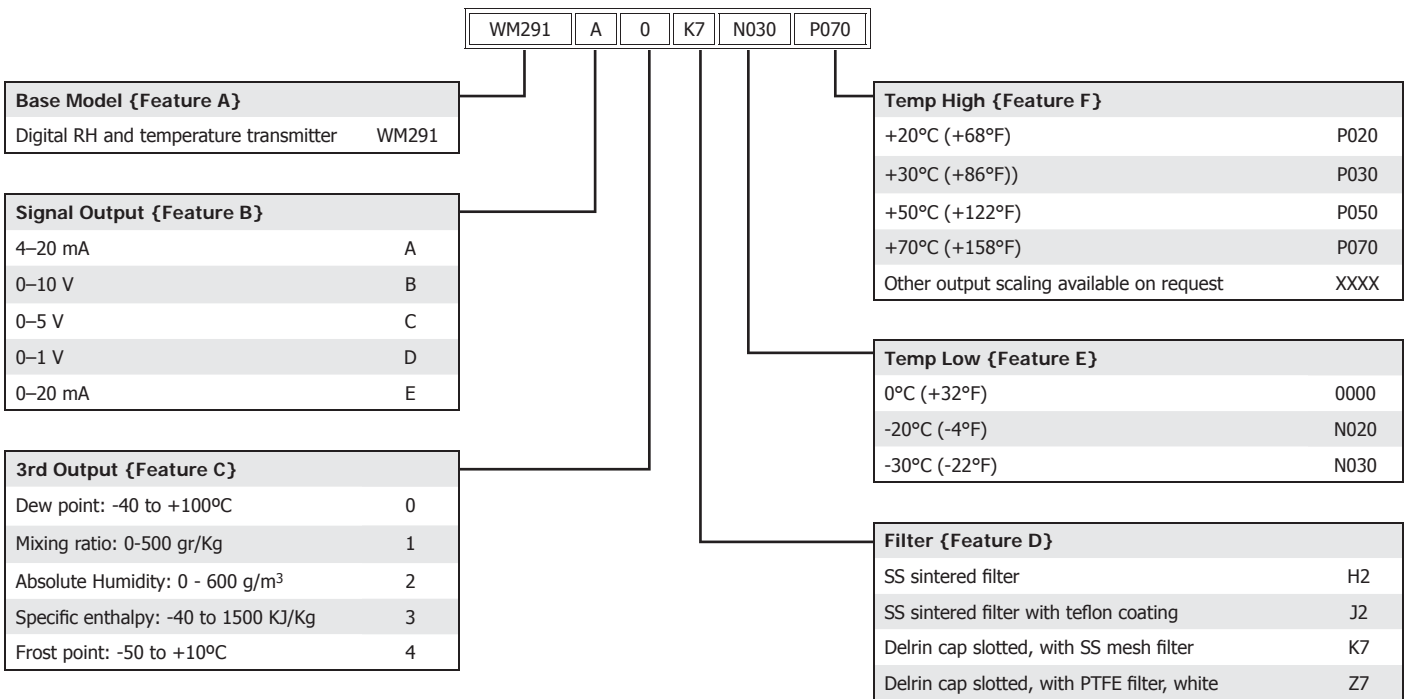 WM291 A 0 K7 N030 P070
Base Model {Feature A}
Digital RH and temperature transmitter WM291
Signal Output {Feature B}
4–20 mA A
0–10 V B
0–5 V C
0–1 V D
0–20 mA E
3rd Output {Feature C}
Dew point: -40 to +100ºC 0
Mixing ratio: 0-500 gr/Kg 1
Absolute Humidity: 0 - 600 g/m³ 2
Specific enthalpy: -40 to 1500 KJ/Kg 3
Frost point: -50 to +10ºC 4
Temp High {Feature F}
+20°C (+68°F) P020
+30°C (+86°F)) P030
+50°C (+122°F) P050
+70°C (+158°F) P070
Other output scaling available on request XXXX
Temp Low {Feature E}
0°C (+32°F) 0000
-20°C (-4°F) N020
-30°C (-22°F) N030
Filter {Feature D}
SS sintered filter H2
SS sintered filter with teflon coating J2
Delrin cap slotted, with SS mesh filter K7
Delrin cap slotted, with PTFE filter, white Z7